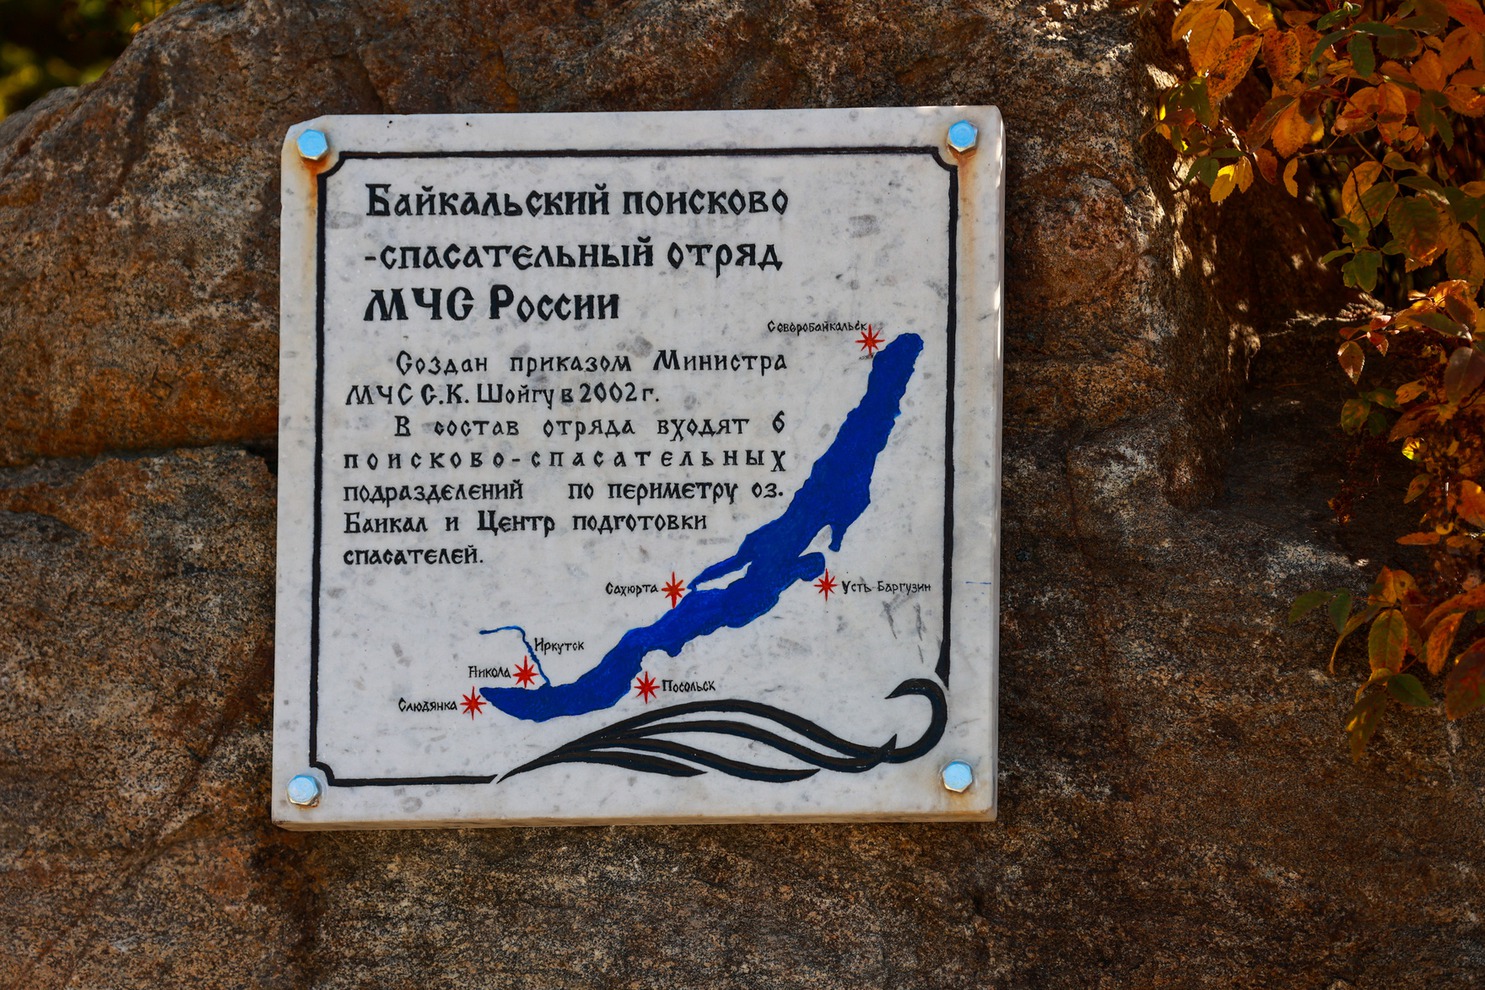 Байкальский поисково
-спасательный отряд
МЧС России
Создан приказом Министра
МЧС С.К. Шойгу в 2002 г.
В состав отряда входят 6
поисково-спасательных
подразделений по периметру оз.
Баикал и Центр подготовки
спасателей.
Северобайкальск
Сахюрта
Усть-Баргузин
Иркутск
Никола
Посольск
Слюдянка